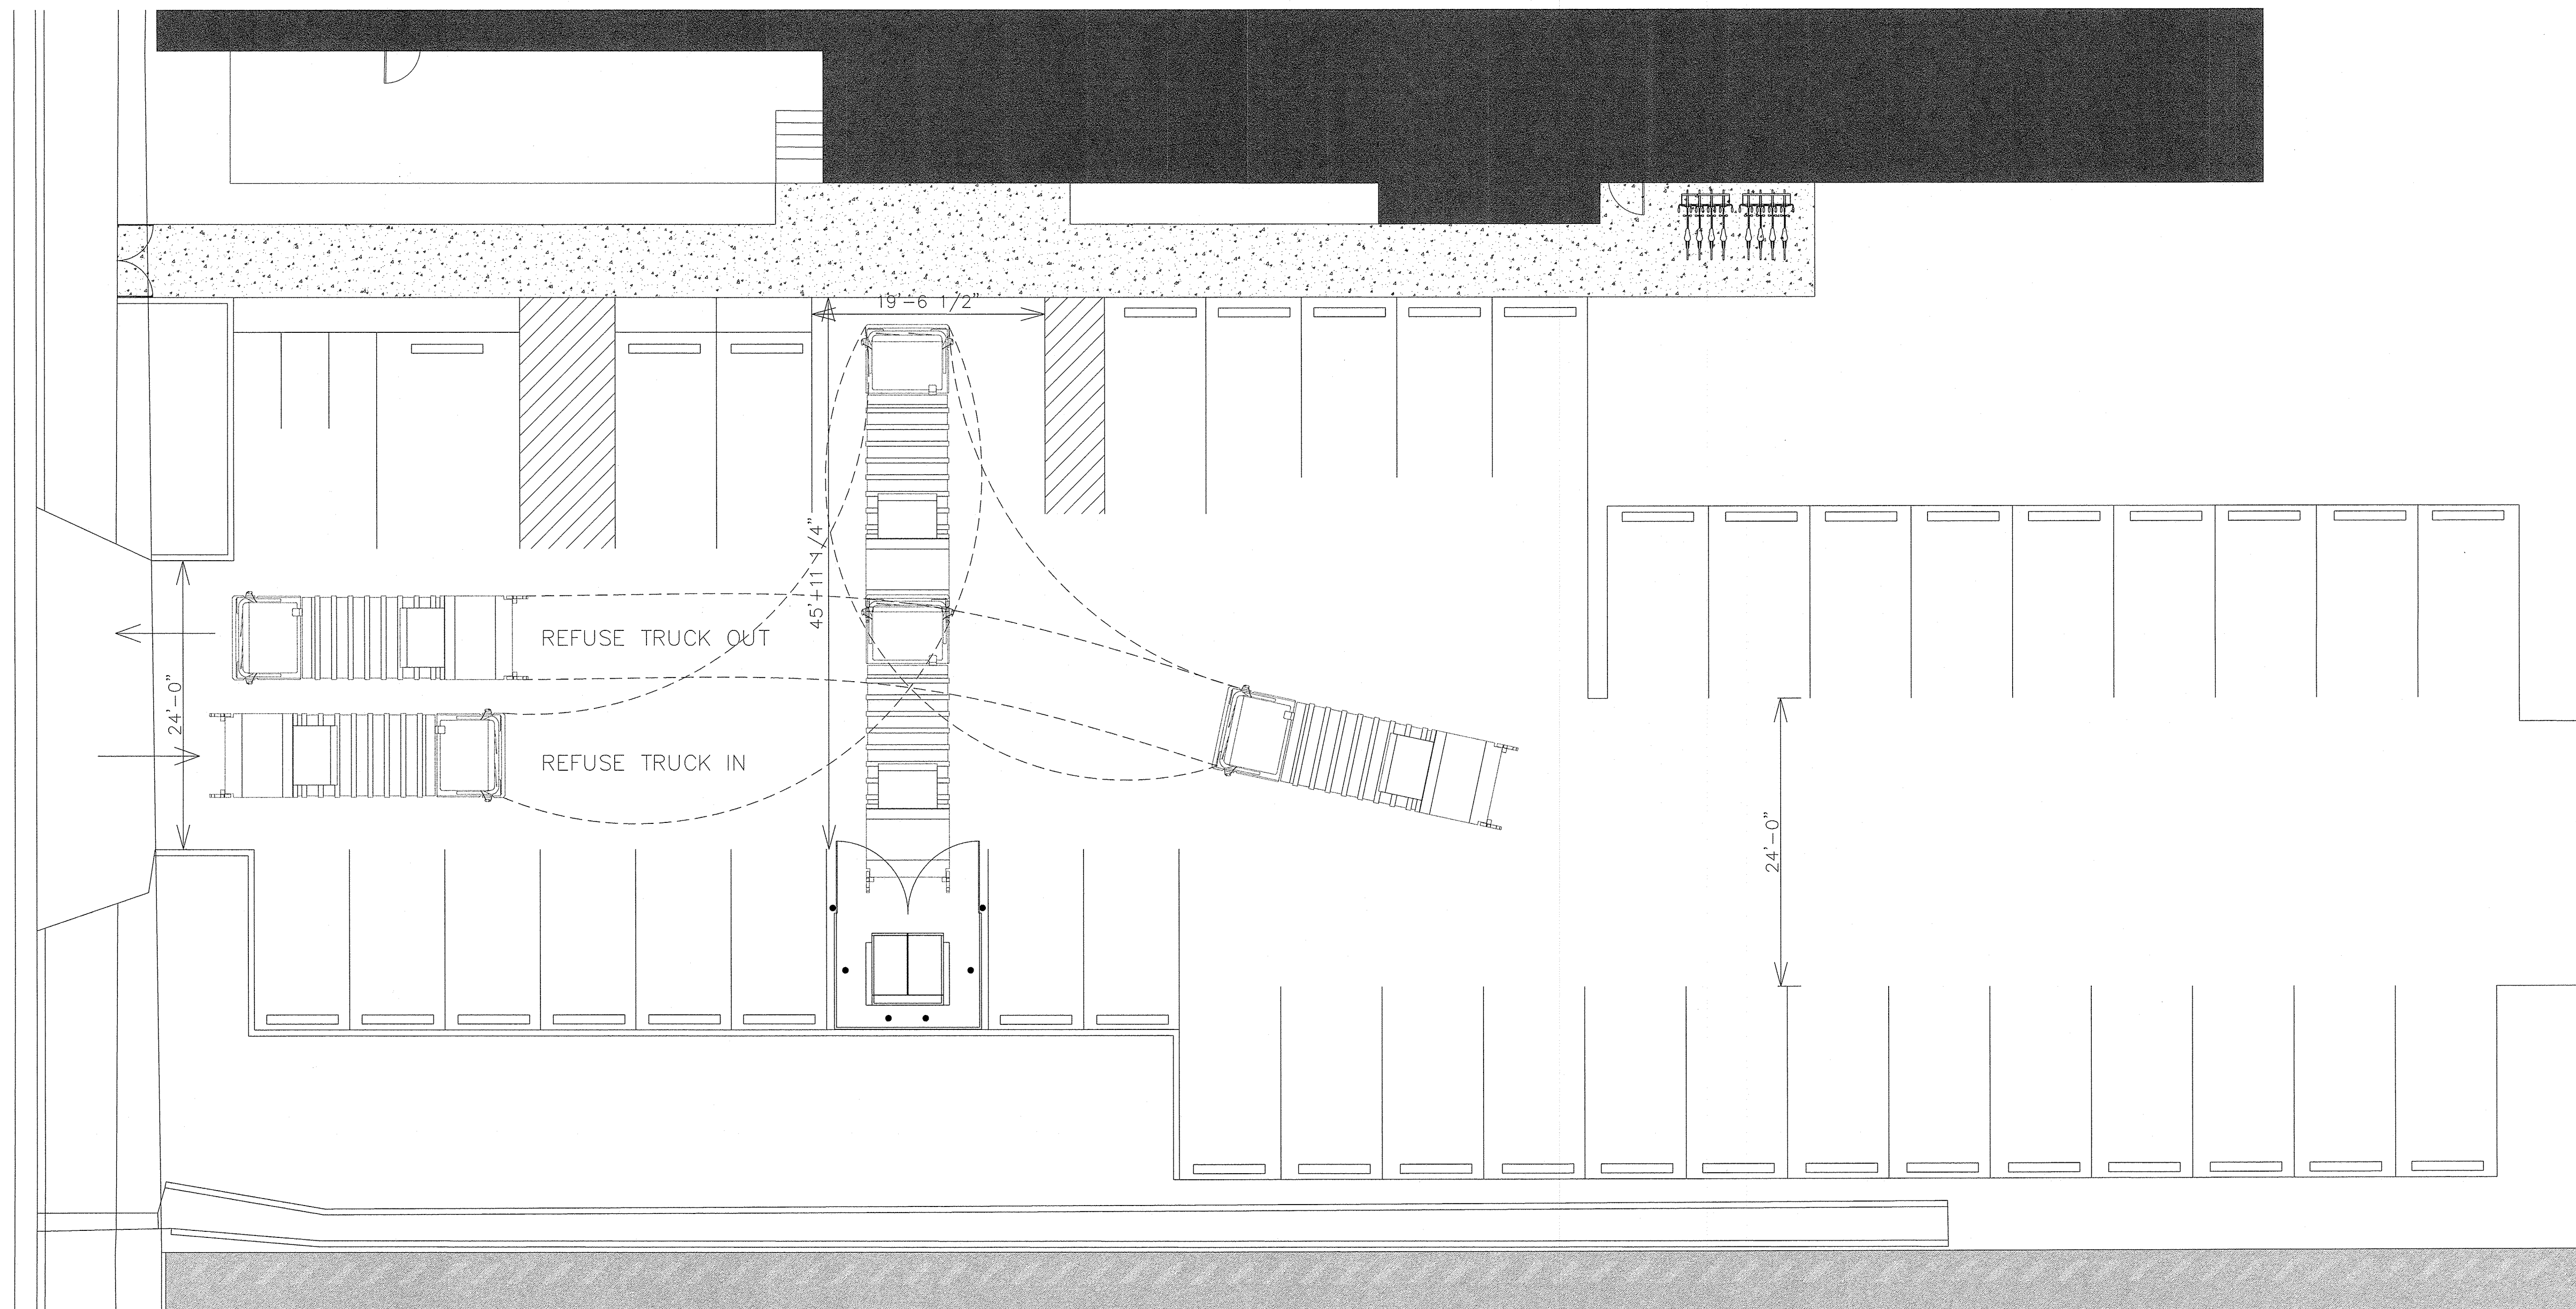 19'-6 1/2"
45'-11 1/4"
REFUSE TRUCK OUT
24'-0"
REFUSE TRUCK IN
24'-0"